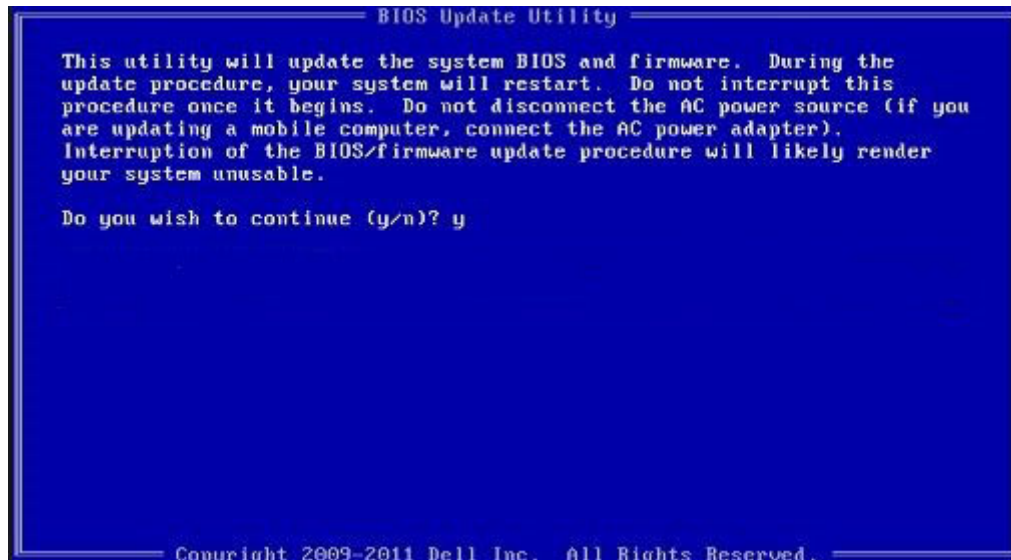 BIOS Update Utility
This utility will update the system BIOS and firmware. During the
update procedure, your system will restart. Do not interrupt this
procedure once it begins. Do not disconnect the AC power source (if you
are updating a mobile computer, connect the AC power adapter).
Interruption of the BIOS/firmware update procedure will likely render
your system unusable.
Do you wish to continue (y/n)? y
Copyright 2009-2011 Dell Inc. All Rights Reserved.